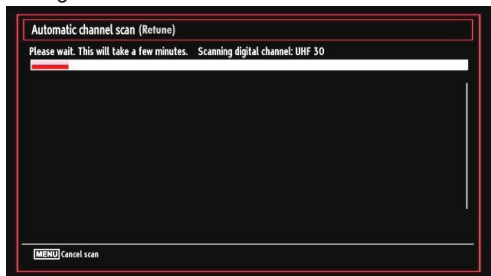 Automatic channel scan (Retune)
Please wait. This will take a few minutes. Scanning digital channel: UHF 30
MENU Cancel scan